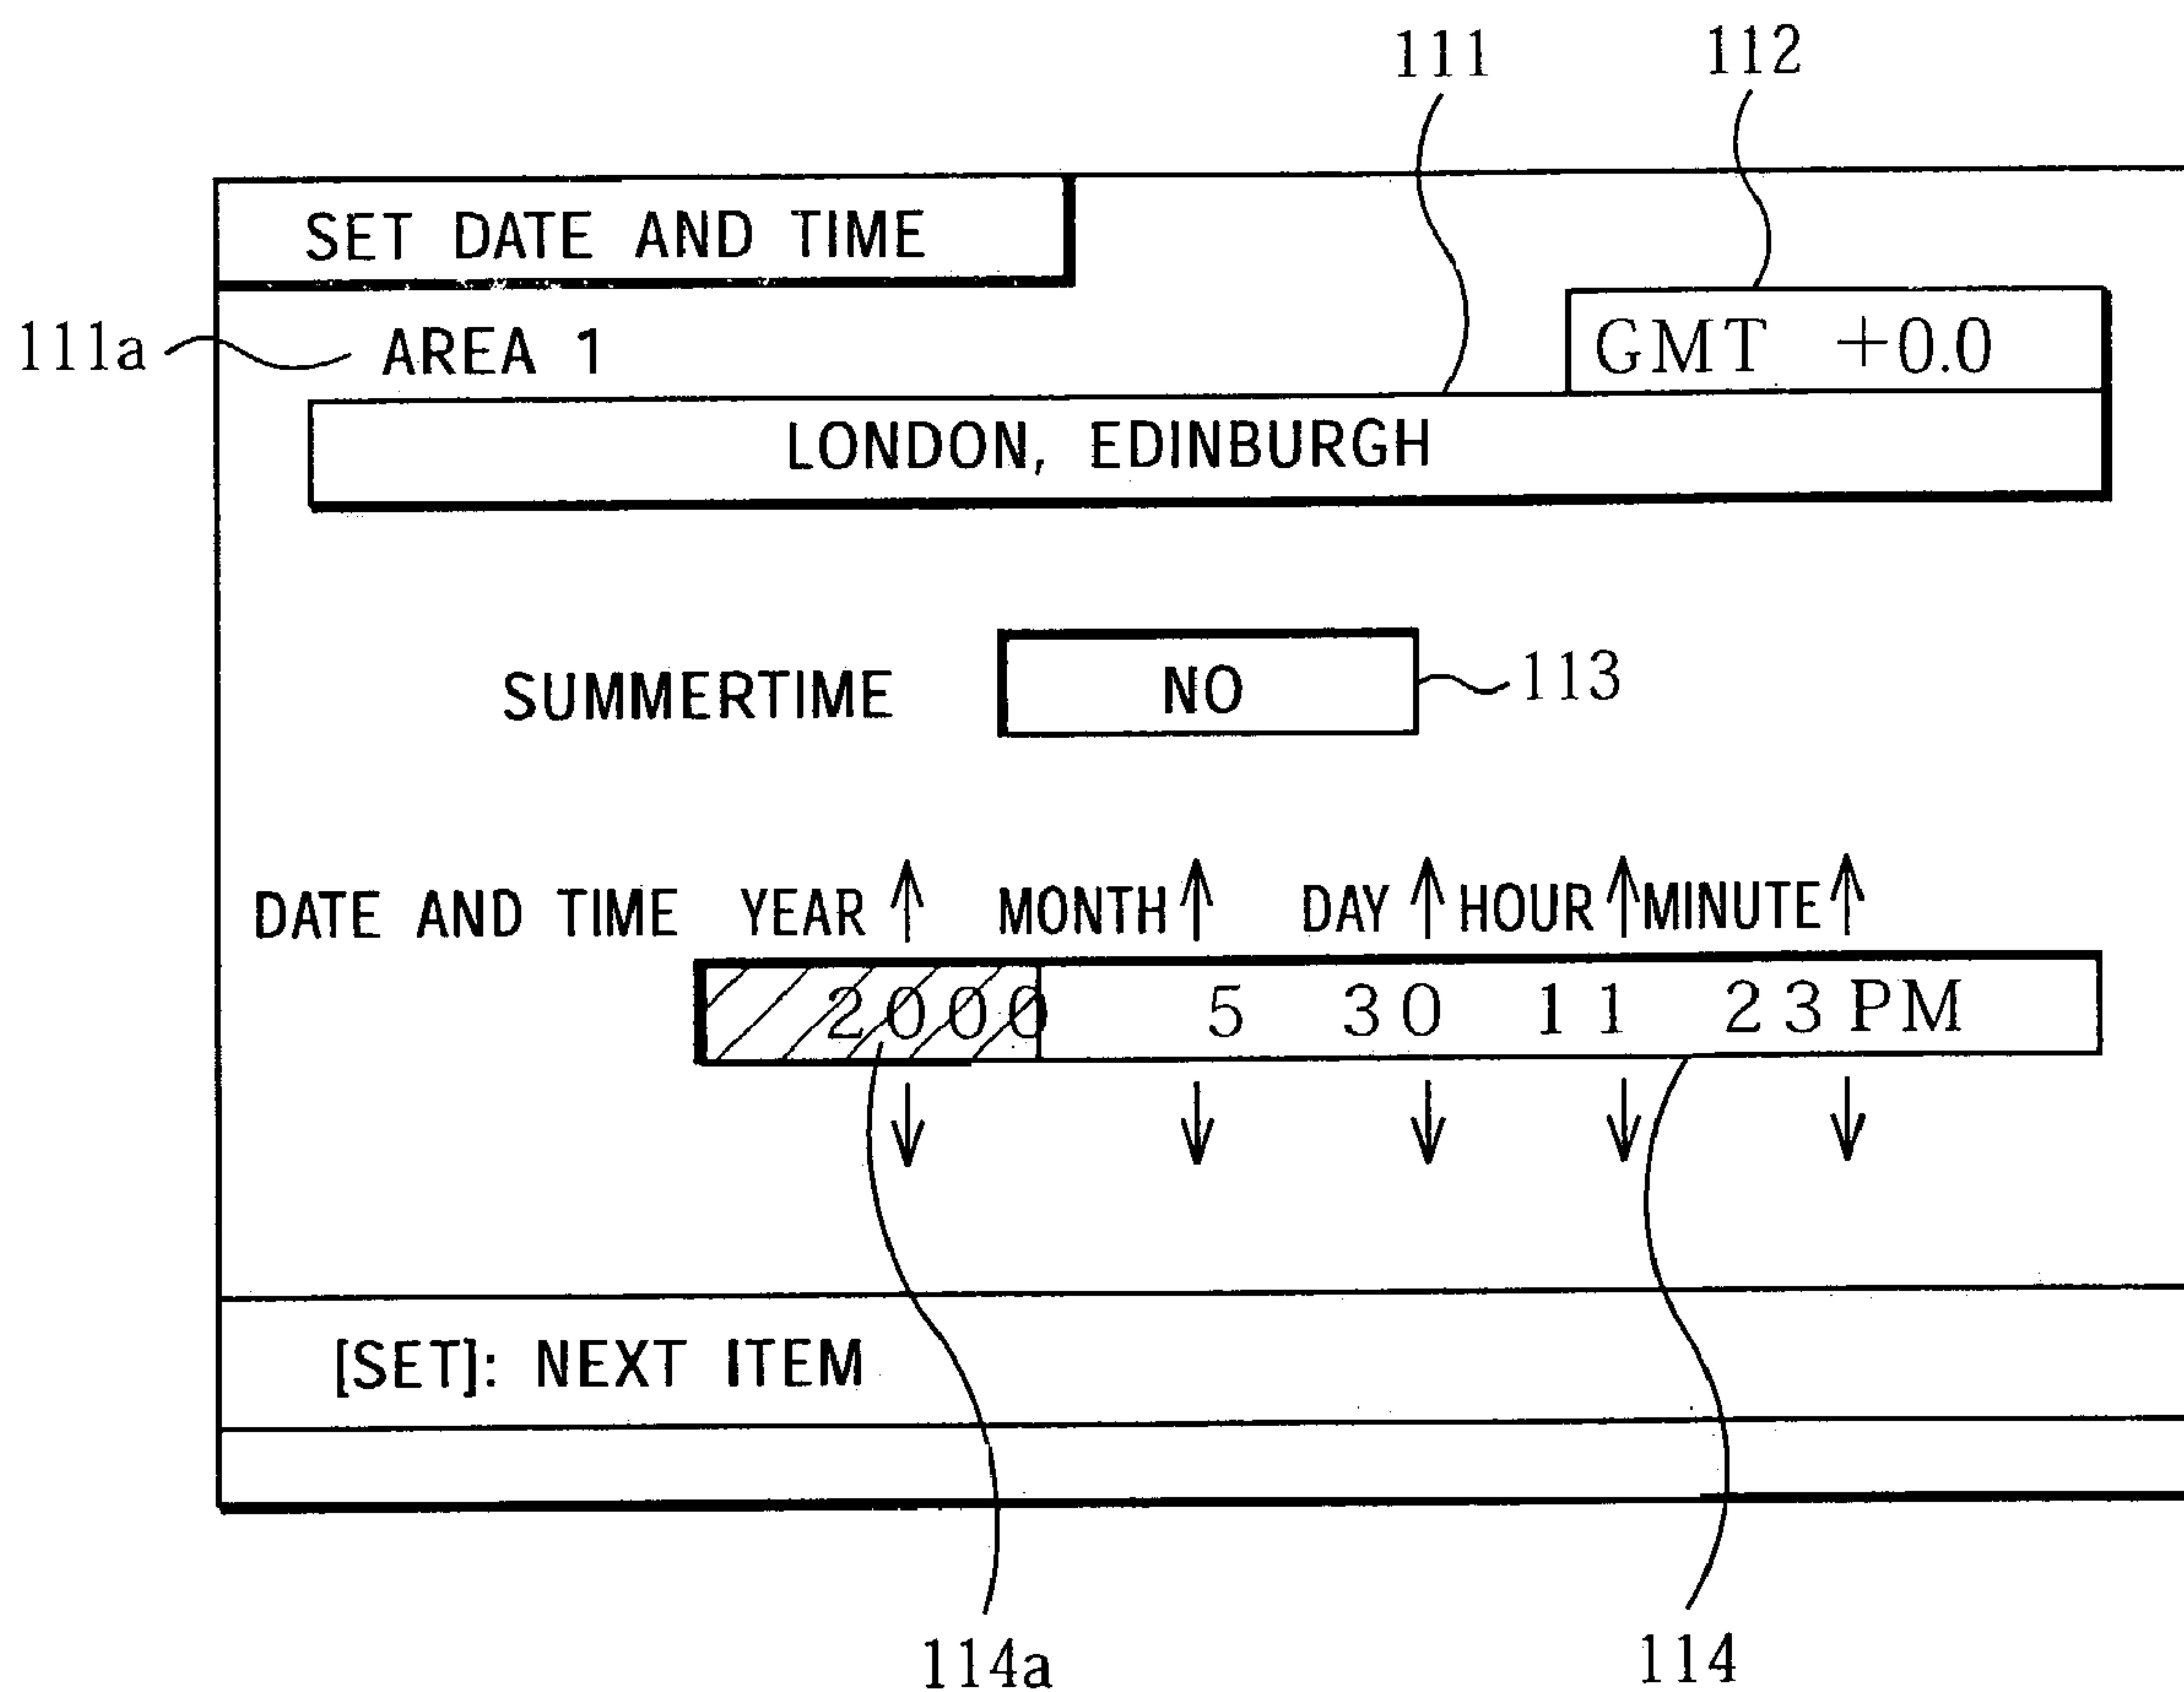 111 112
SET DATE AND TIME
111a AREA 1 GMT +0.0
LONDON, EDINBURGH
SUMMERTIME NO 113
DATE AND TIME YEAR ↑ MONTH ↑ DAY ↑ HOUR ↑ MINUTE ↑
2000 5 30 11 23 PM
↓ ↓ ↓ ↓ ↓
[SET]: NEXT ITEM
114a 114